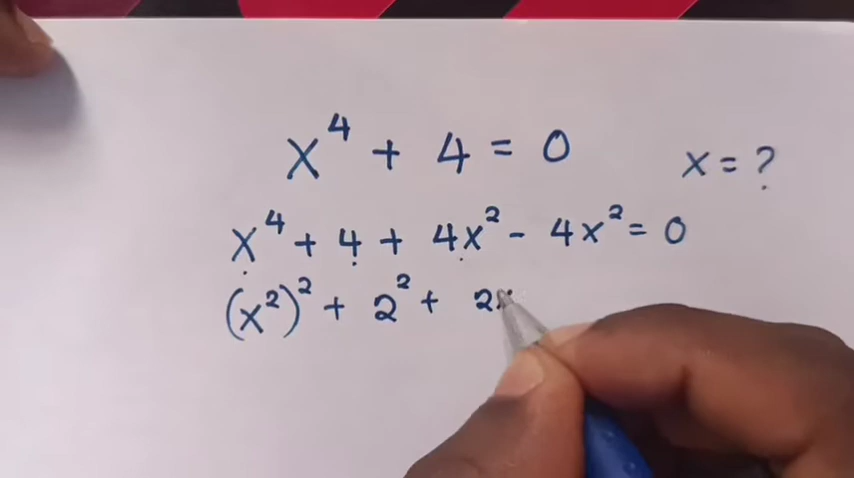 x⁴ + 4 = 0
x = ?
x⁴ + 4 + 4x² - 4x² = 0
(x²)² + 2² + 2